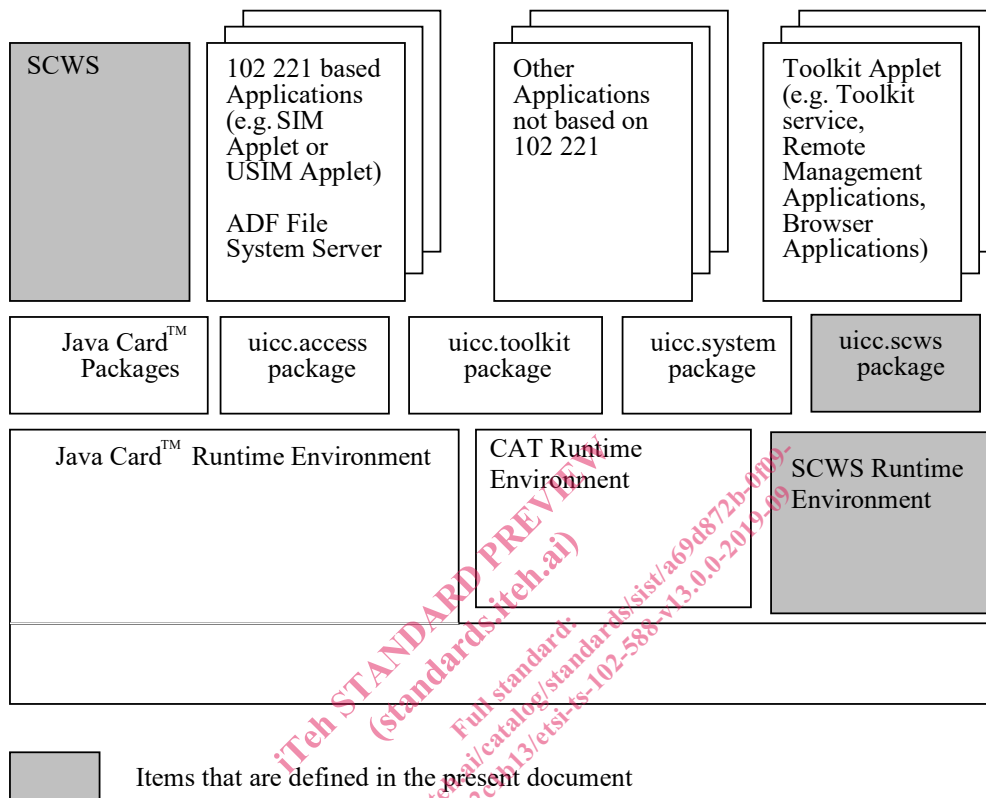 SCWS
102 221 based
Applications
(e.g. SIM
Applet or
USIM Applet)
ADF File
System Server
Other
Applications
not based on
102 221
Toolkit Applet
(e.g. Toolkit
service,
Remote
Management
Applications,
Browser
Applications)
Java Card™
Packages
uicc.access
package
uicc.toolkit
package
uicc.system
package
uicc.scws
package
Java Card™ Runtime Environment
CAT Runtime
Environment
SCWS Runtime
Environment
iTeh STANDARD PREVIEW
(standards.iteh.ai)
Full standard:
Items that are defined in the present document